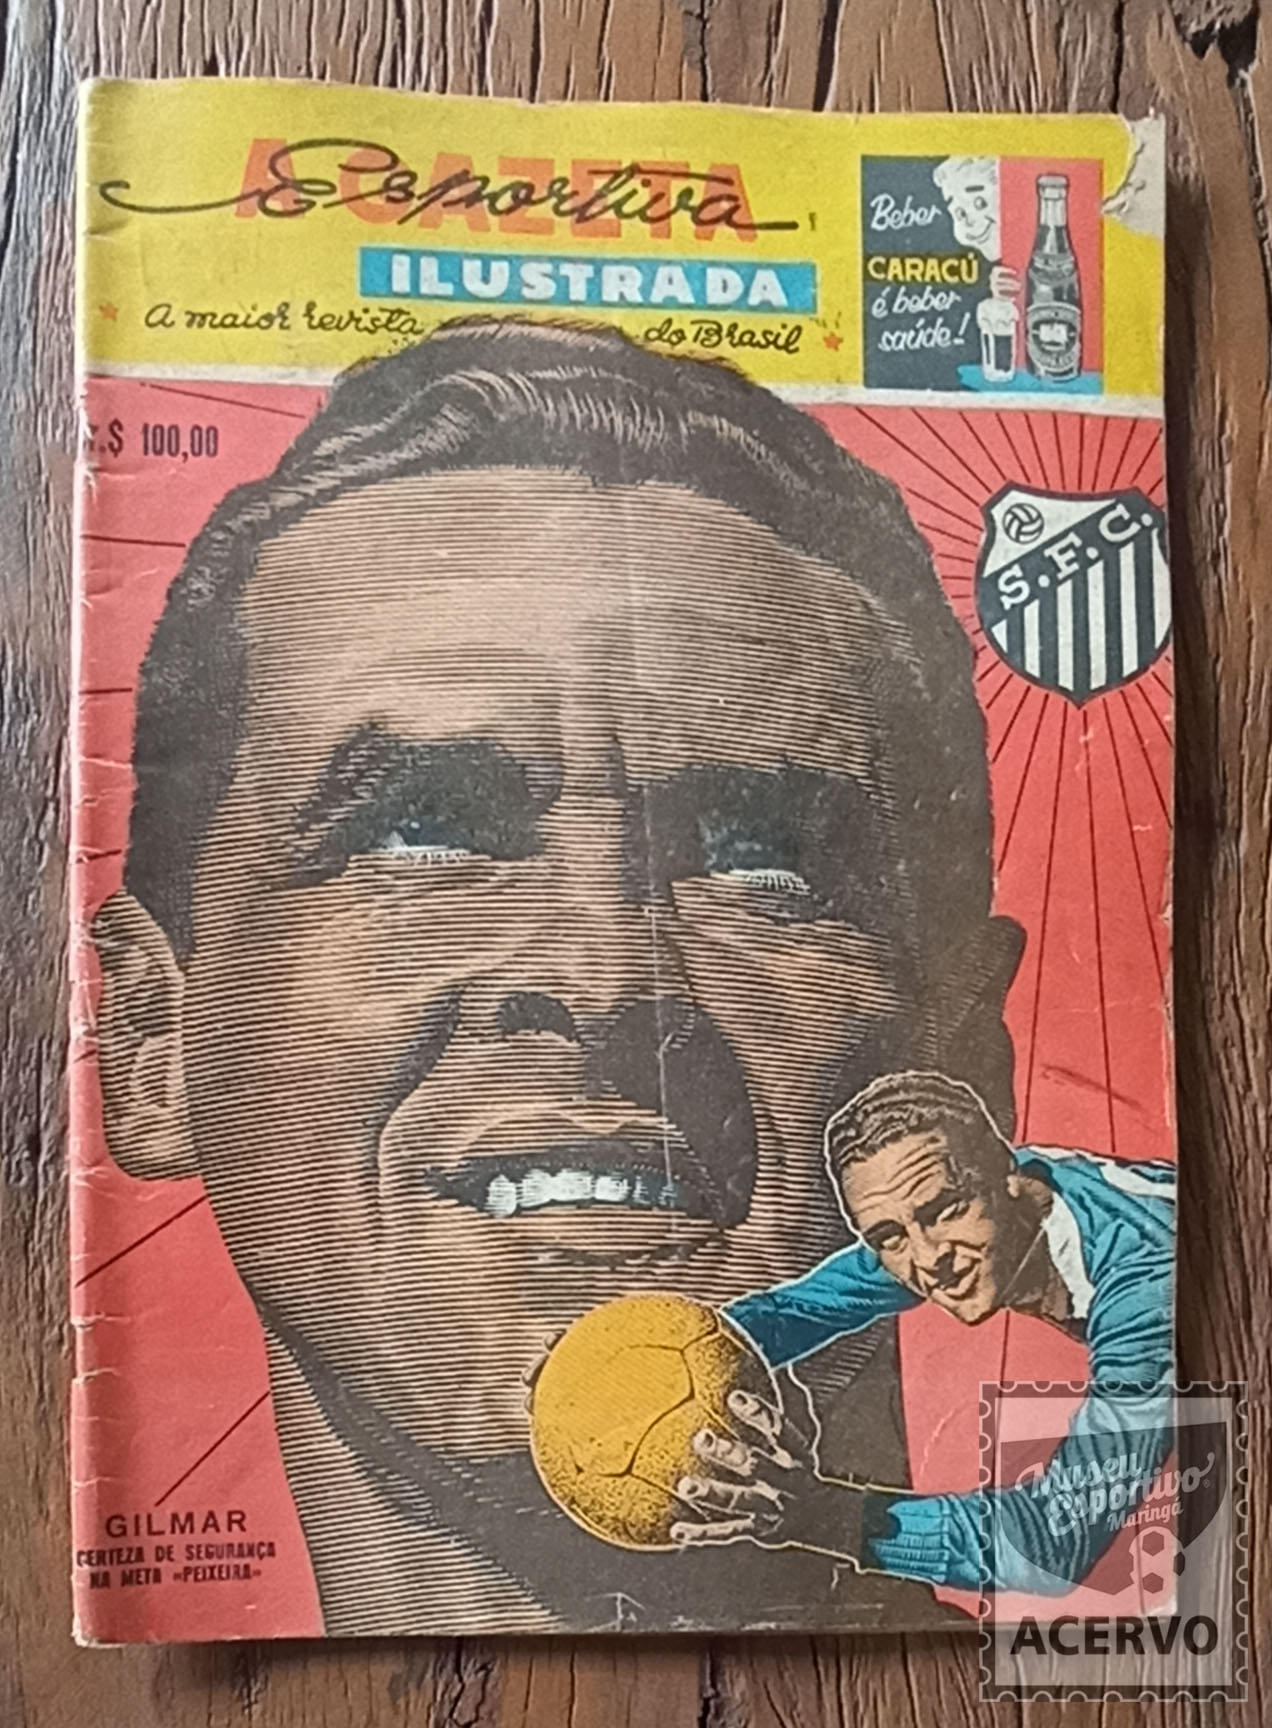 A GAZETA
Esportiva
ILUSTRADA
A maior revista do Brasil
Beber
CARACÚ
é beber
saúde!
.$ 100,00
S.F.C.
GILMAR
CERTEZA DE SEGURANÇA
NA META «PEIXEIRA»
Museu
Esportivo®
Maringá
ACERVO